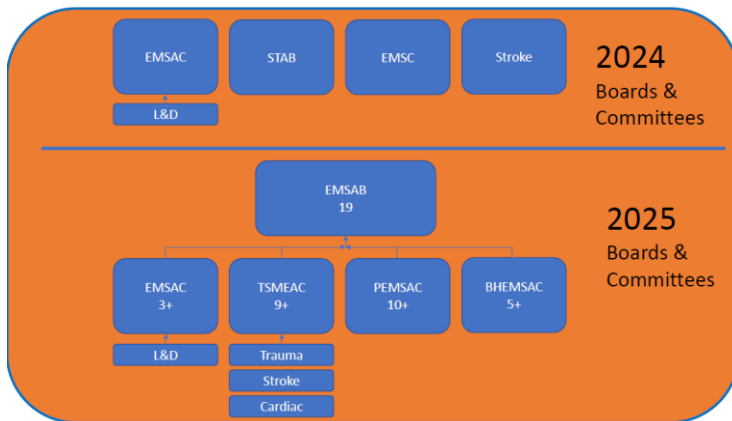 EMSAC
STAB
EMSC
Stroke
L&D
2024
Boards &
Committees
EMSAB
19
2025
Boards &
Committees
EMSAC
3+
TSMEAC
9+
PEMSAC
10+
BHEMSAC
5+
L&D
Trauma
Stroke
Cardiac